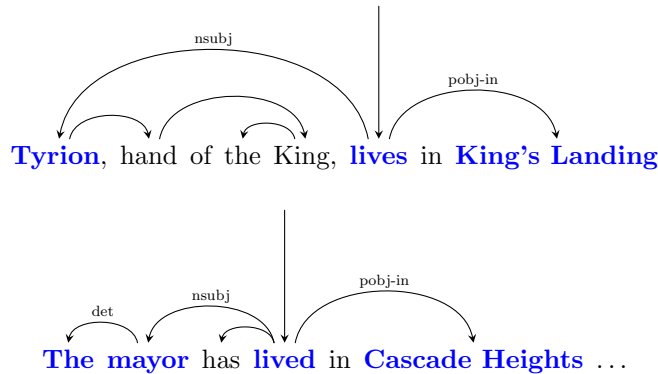 nsubj
pobj-in
Tyrion, hand of the King, lives in King's Landing
nsubj
pobj-in
det
The mayor has lived in Cascade Heights ...